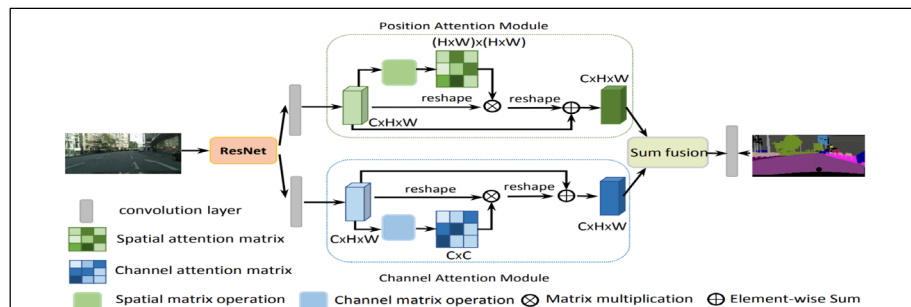 Position Attention Module
(HxW)x(HxW)
CxHxW
reshape
reshape
CxHxW
ResNet
Sum fusion
convolution layer
Spatial attention matrix
Channel attention matrix
reshape
reshape
CxHxW
CxC
CxHxW
Channel Attention Module
Spatial matrix operation
Channel matrix operation
Matrix multiplication
Element-wise Sum